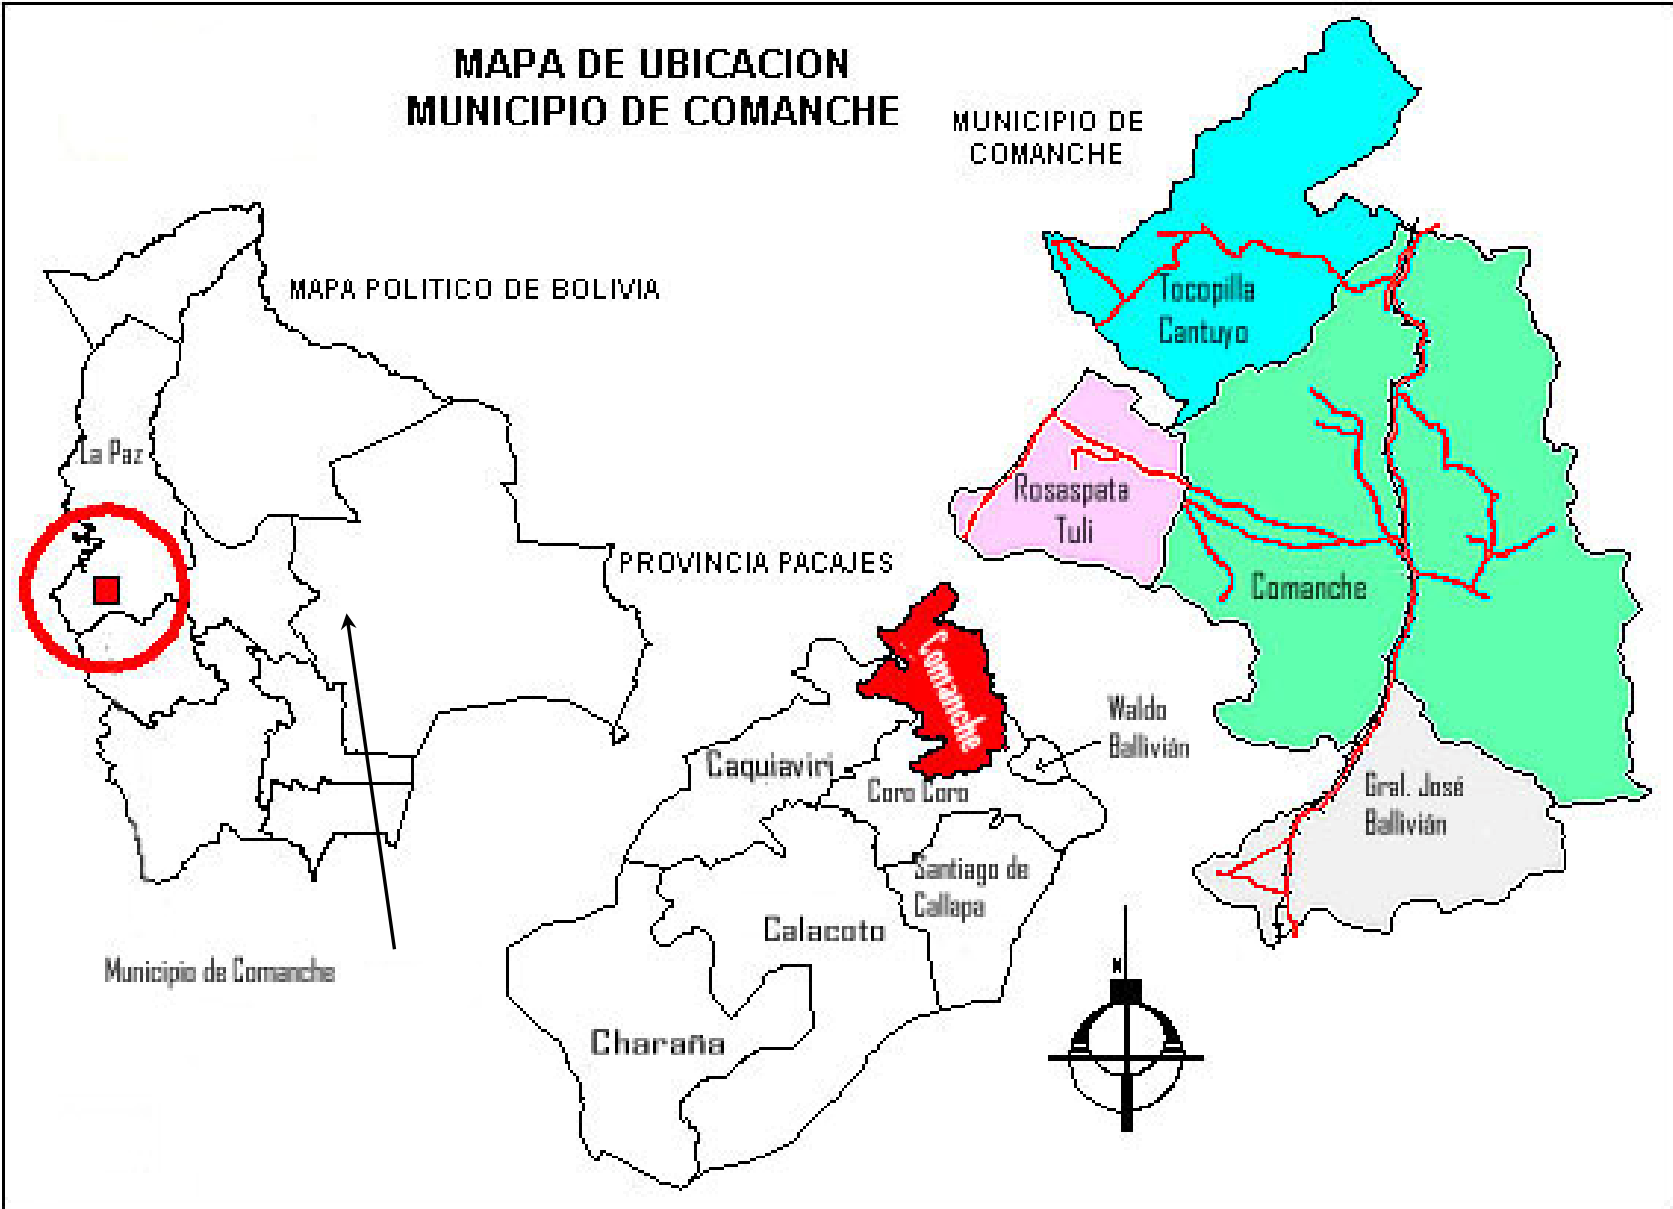 MAPA DE UBICACION
MUNICIPIO DE COMANCHE
MUNICIPIO DE
COMANCHE
MAPA POLITICO DE BOLIVIA
La Paz
Municipio de Comanche
PROVINCIA PACAJES
Comanche
Waldo
Ballivián
Caquiaviri
Coro Coro
Santiago de
Callapa
Calacoto
Charaña
Tocopilla
Cantuyo
Rosaspata
Tuli
Comanche
Gral. José
Ballivián
N